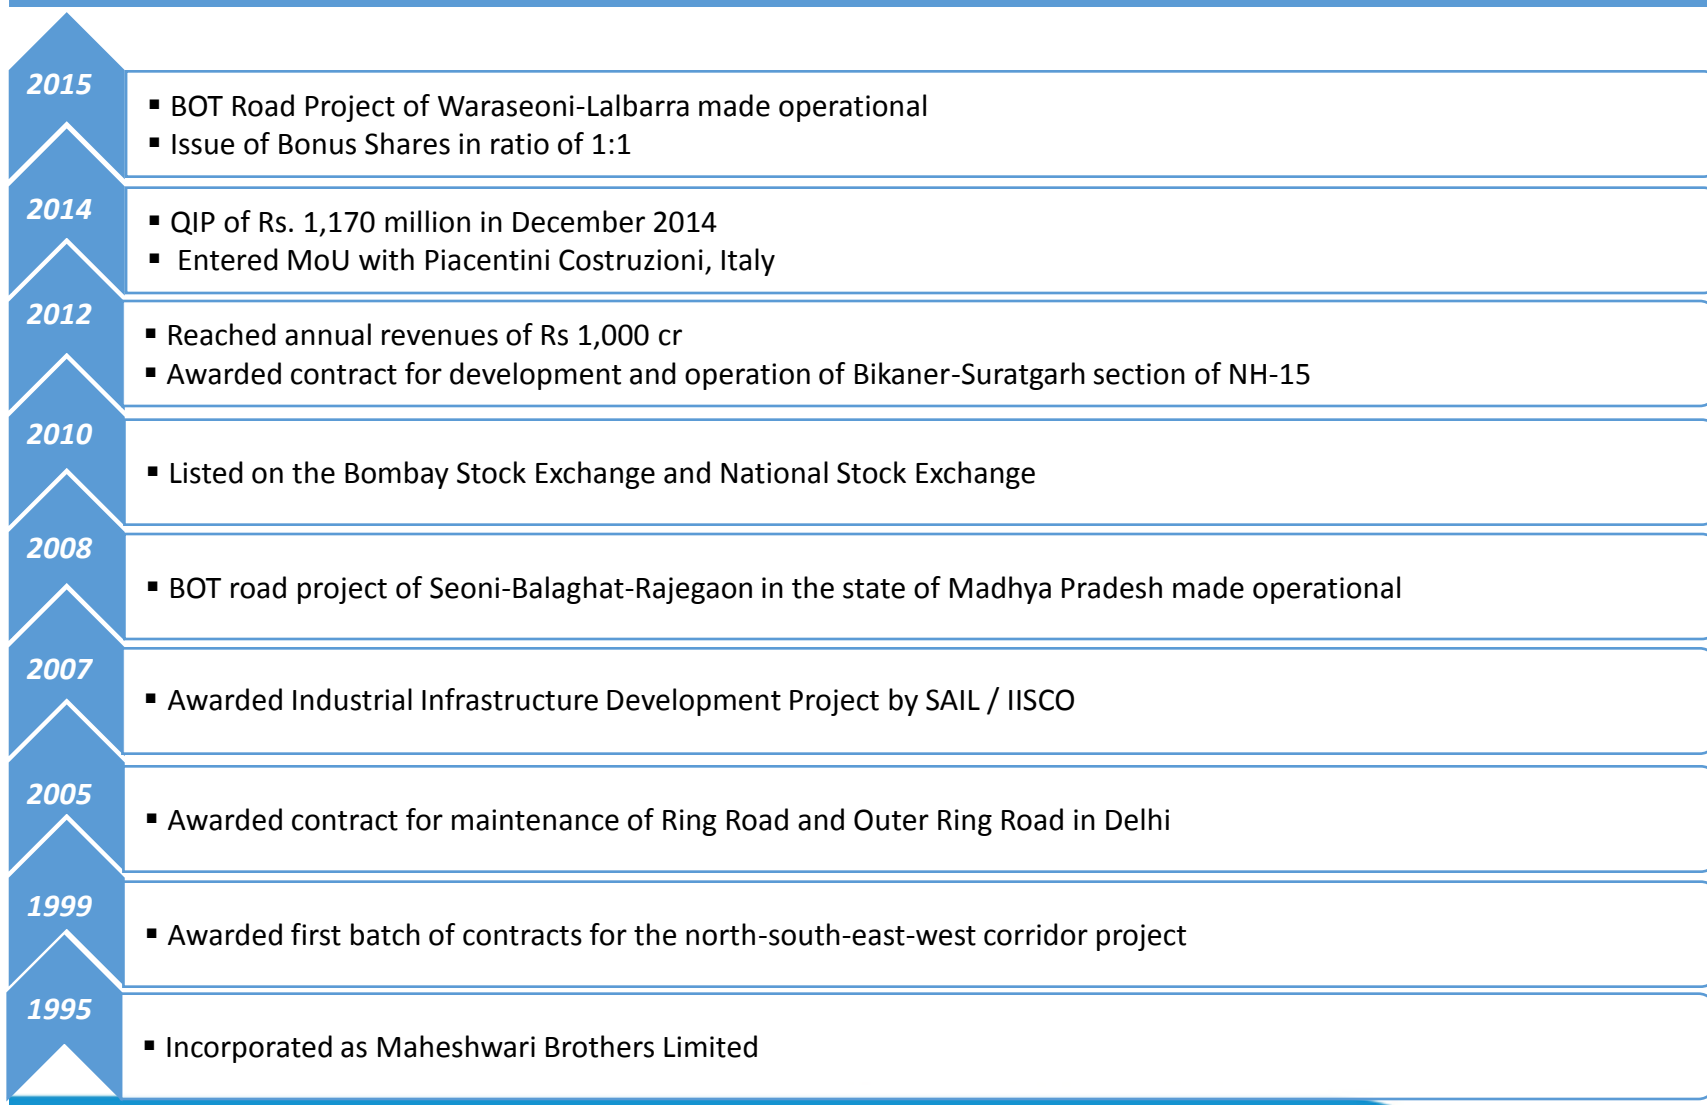 2015
▪ BOT Road Project of Waraseoni-Lalbarra made operational
▪ Issue of Bonus Shares in ratio of 1:1
2014
▪ QIP of Rs. 1,170 million in December 2014
▪ Entered MoU with Piacentini Costruzioni, Italy
2012
▪ Reached annual revenues of Rs 1,000 cr
▪ Awarded contract for development and operation of Bikaner-Suratgarh section of NH-15
2010
▪ Listed on the Bombay Stock Exchange and National Stock Exchange
2008
▪ BOT road project of Seoni-Balaghat-Rajegaon in the state of Madhya Pradesh made operational
2007
▪ Awarded Industrial Infrastructure Development Project by SAIL / IISCO
2005
▪ Awarded contract for maintenance of Ring Road and Outer Ring Road in Delhi
1999
▪ Awarded first batch of contracts for the north-south-east-west corridor project
1995
▪ Incorporated as Maheshwari Brothers Limited